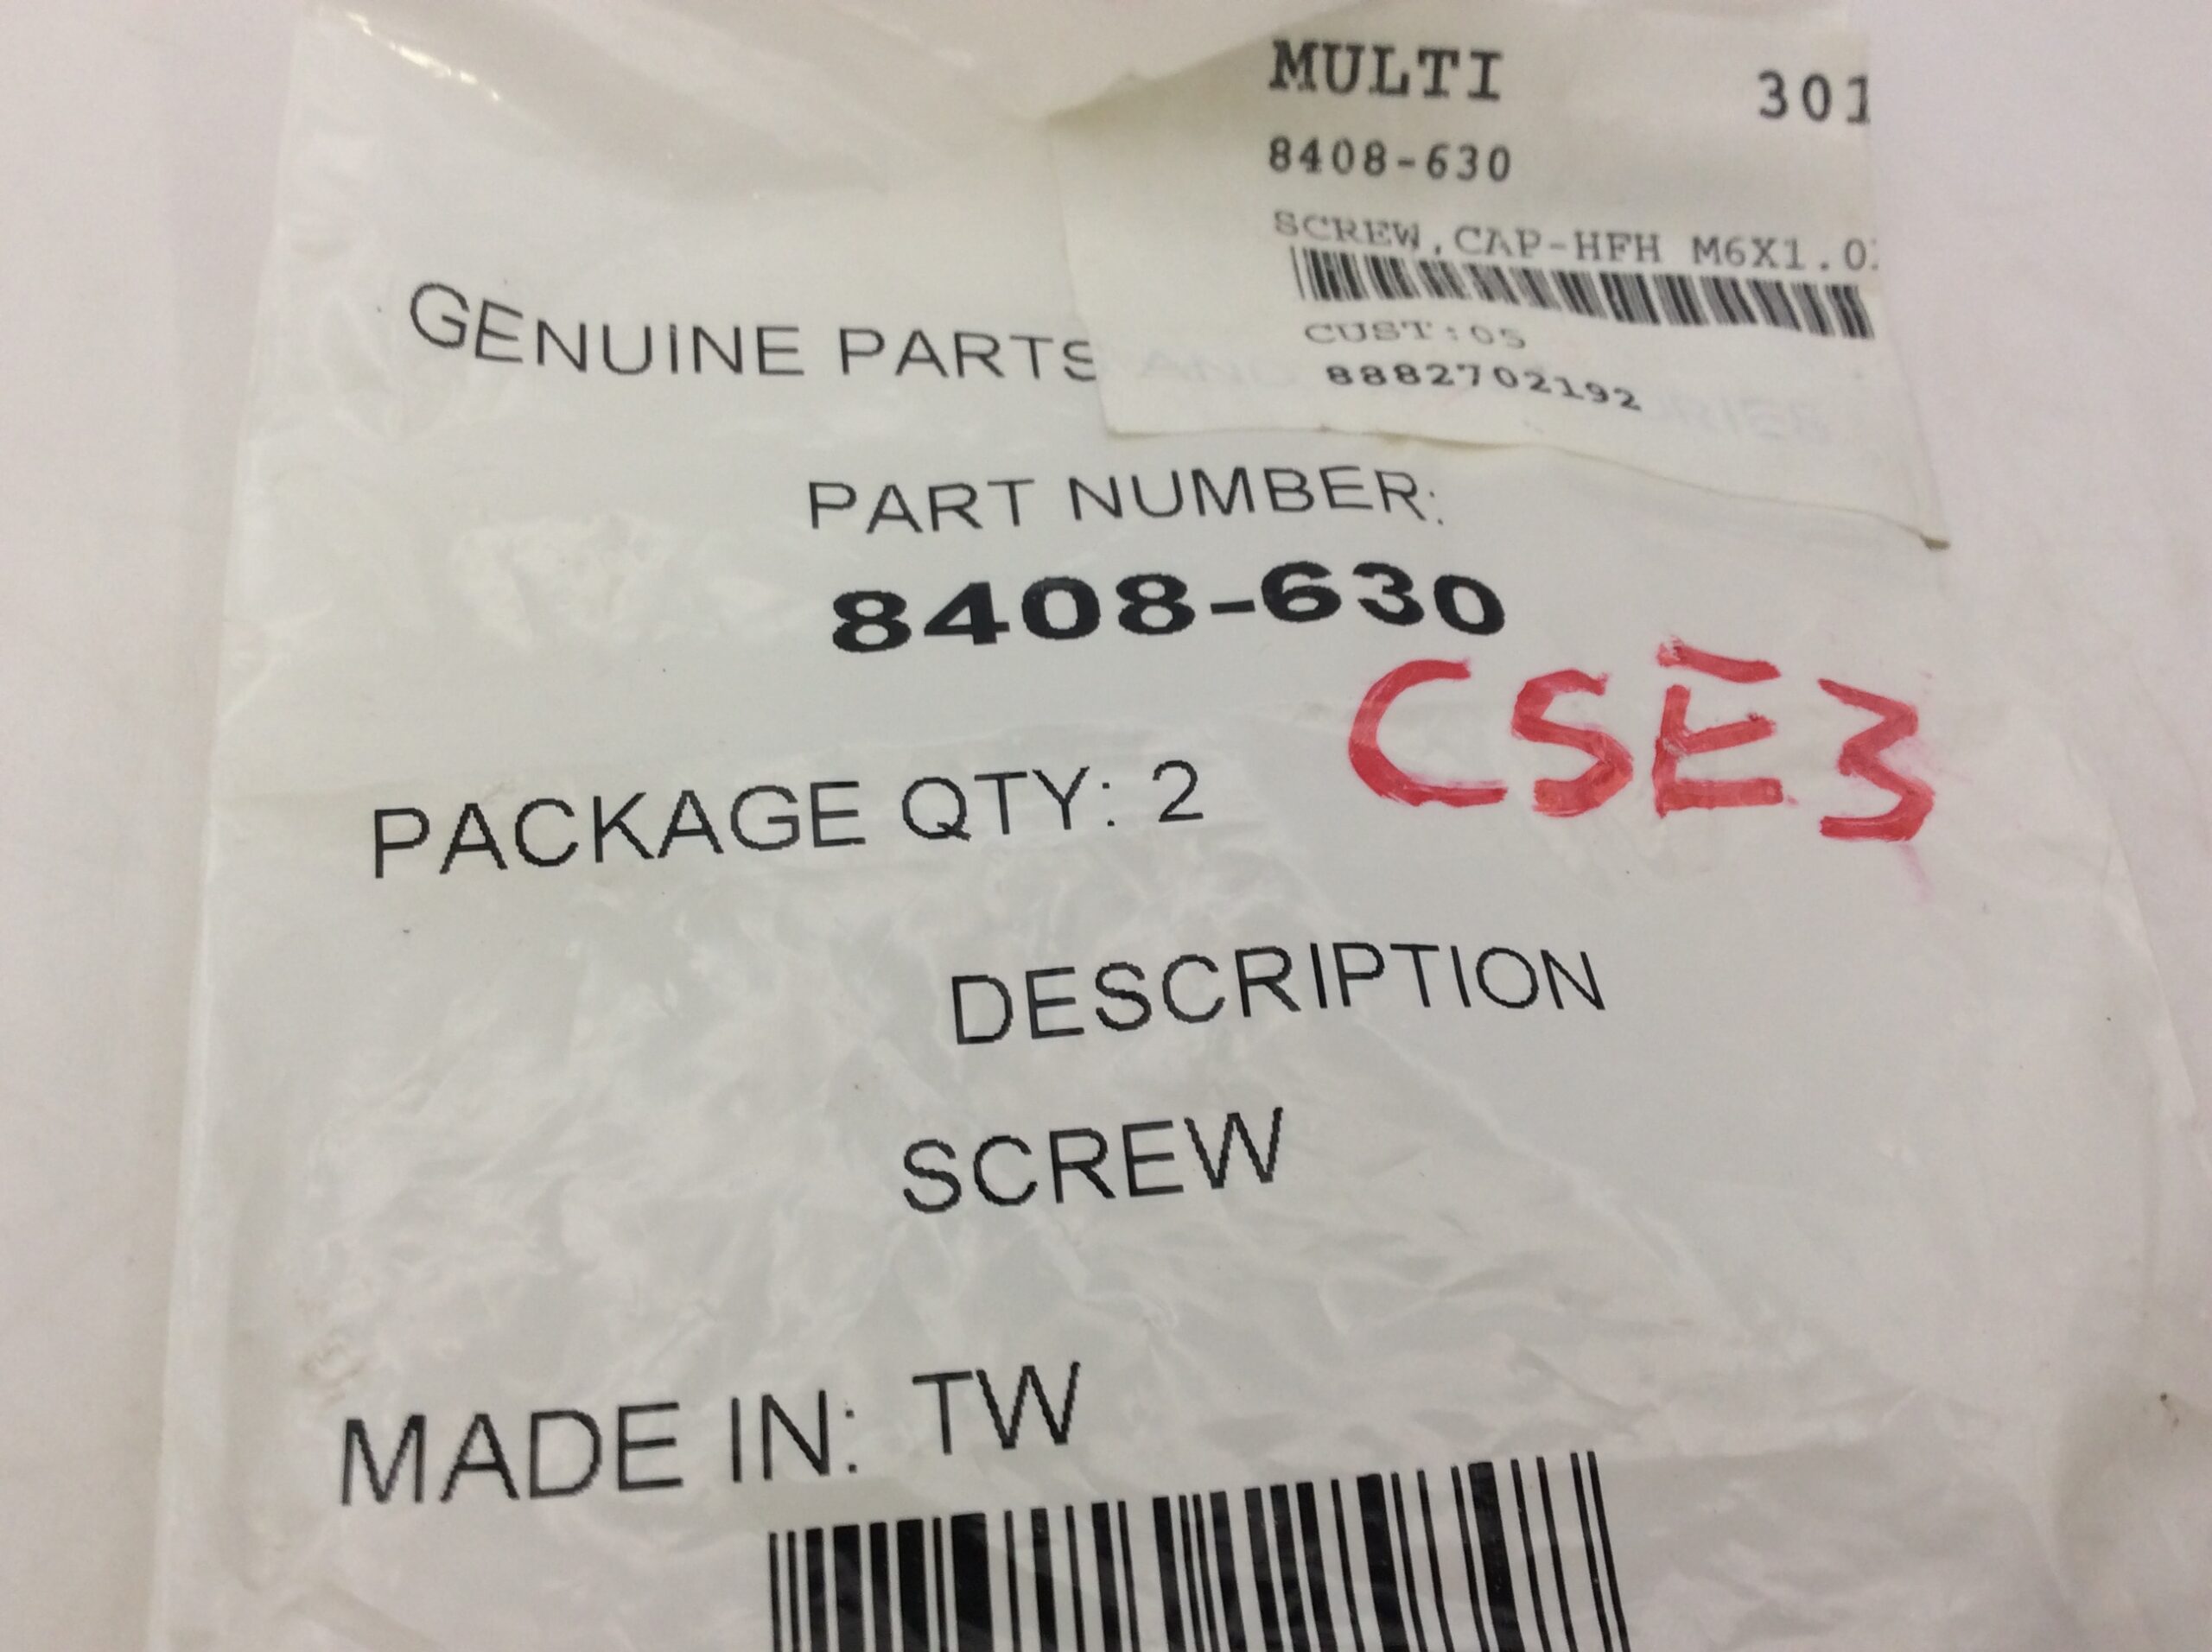 MULTI 301
8408-630
SCREW,CAP-HFH M6X1.0
CUST:05
8882702192
GENUINE PARTS
PART NUMBER:
8408-630
CSE3
PACKAGE QTY: 2
DESCRIPTION
SCREW
MADE IN: TW